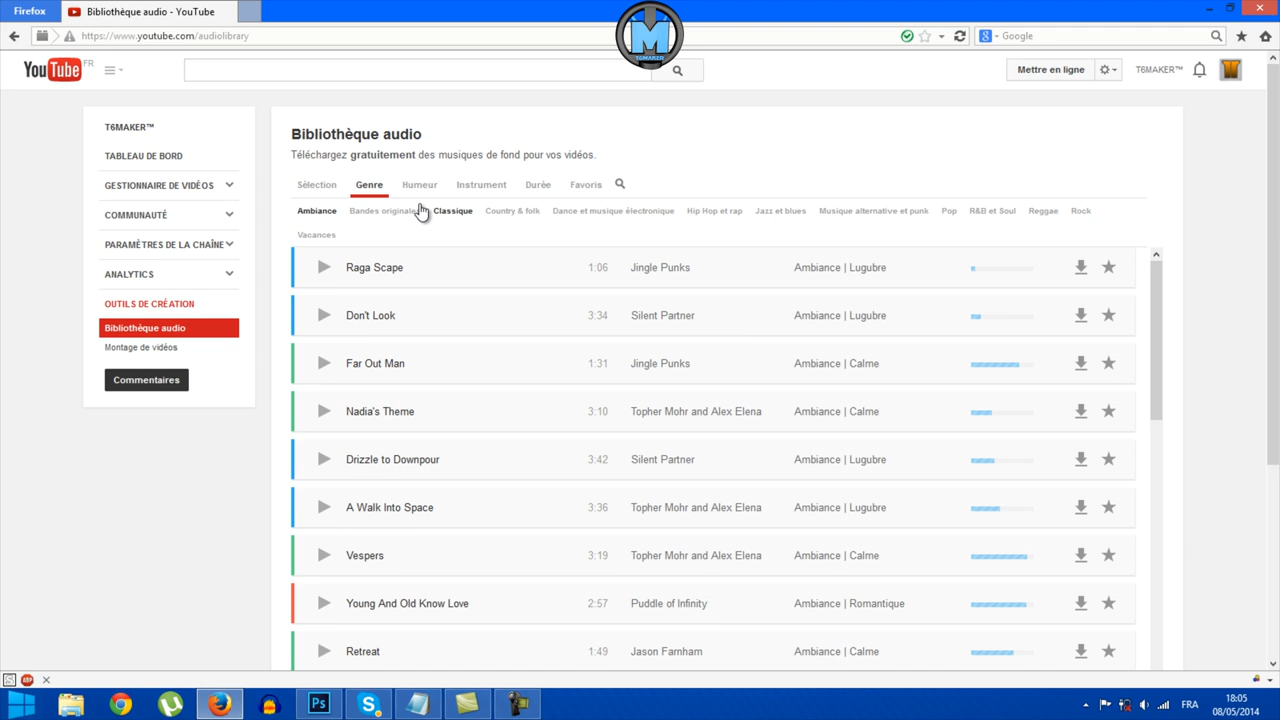 Firefox
Bibliothèque audio - YouTube
https://www.youtube.com/audiolibrary
Google
M
T6MAKER
YouTube FR
Mettre en ligne
T6MAKER™
T6MAKER™
TABLEAU DE BORD
GESTIONNAIRE DE VIDÉOS
COMMUNAUTÉ
PARAMÈTRES DE LA CHAÎNE
ANALYTICS
OUTILS DE CRÉATION
Bibliothèque audio
Montage de vidéos
Commentaires
Bibliothèque audio
Téléchargez gratuitement des musiques de fond pour vos vidéos.
Sélection Genre Humeur Instrument Durée Favoris
Ambiance Bandes originale Classique Country & folk Dance et musique électronique Hip Hop et rap Jazz et blues Musique alternative et punk Pop R&B et Soul Reggae Rock
Vacances
Raga Scape 1:06 Jingle Punks Ambiance | Lugubre
Don't Look 3:34 Silent Partner Ambiance | Lugubre
Far Out Man 1:31 Jingle Punks Ambiance | Calme
Nadia's Theme 3:10 Topher Mohr and Alex Elena Ambiance | Calme
Drizzle to Downpour 3:42 Silent Partner Ambiance | Lugubre
A Walk Into Space 3:36 Topher Mohr and Alex Elena Ambiance | Lugubre
Vespers 3:19 Topher Mohr and Alex Elena Ambiance | Calme
Young And Old Know Love 2:57 Puddle of Infinity Ambiance | Romantique
Retreat 1:49 Jason Farnham Ambiance | Calme
FRA
18:05
08/05/2014